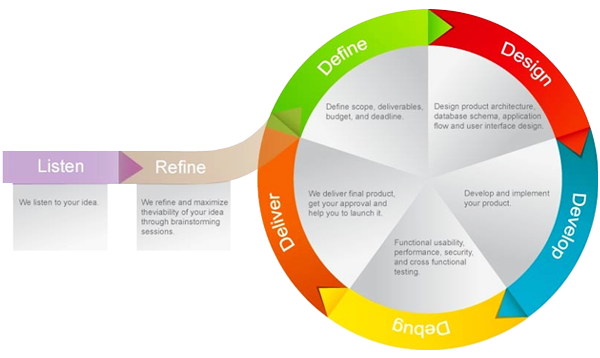 Listen
We listen to your idea.
Refine
We refine and maximize
theviability of your idea
through brainstorming
sessions.
Define
Define scope, deliverables,
budget, and deadline.
Design
Design product architecture,
database schema, application
flow and user interface design.
Develop
Develop and implement
your product.
Debug
Functional usability,
performance, security,
and cross functional
testing.
Deliver
We deliver final product,
get your approval and
help you to launch it.